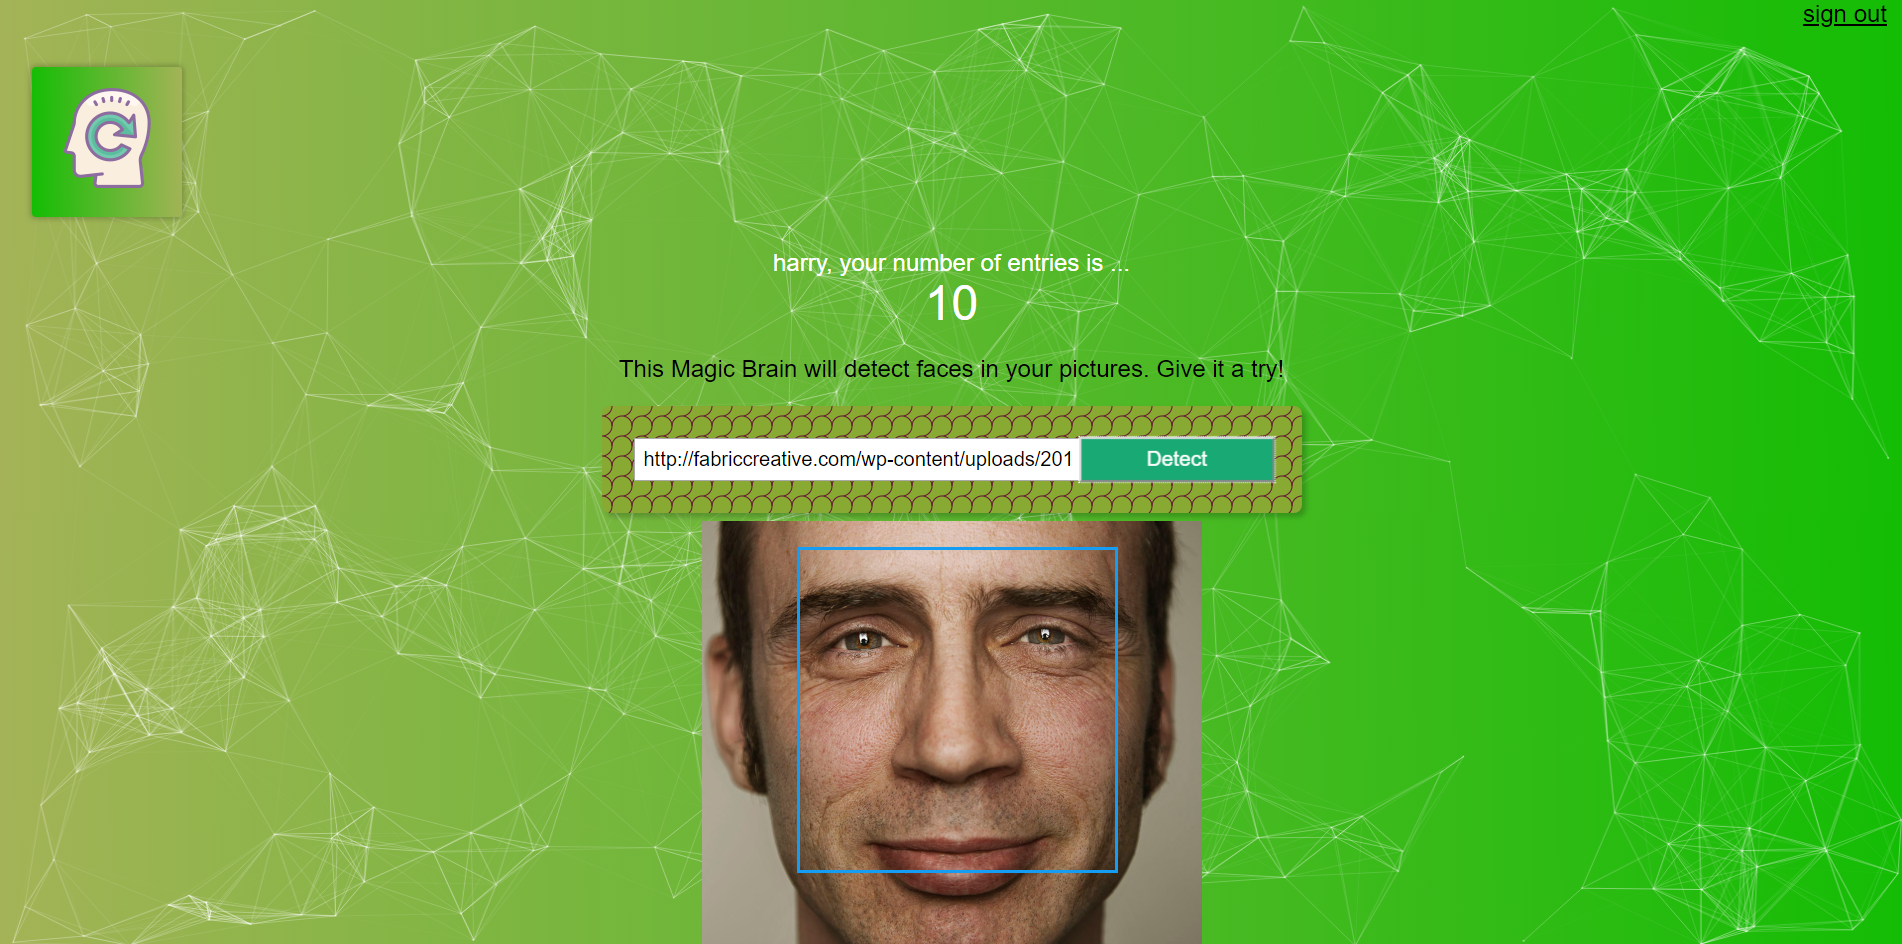 sign out
harry, your number of entries is ...
10
This Magic Brain will detect faces in your pictures. Give it a try!
http://fabriccreative.com/wp-content/uploads/201 Detect